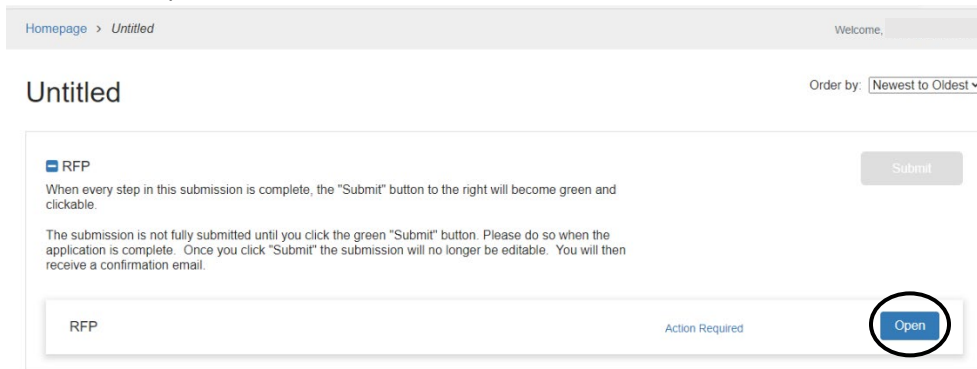 Homepage > Untitled
Welcome,
Untitled
Order by: Newest to Oldest
RFP
Submit
When every step in this submission is complete, the "Submit" button to the right will become green and
clickable.
The submission is not fully submitted until you click the green "Submit" button. Please do so when the
application is complete. Once you click "Submit" the submission will no longer be editable. You will then
receive a confirmation email.
RFP
Action Required
Open